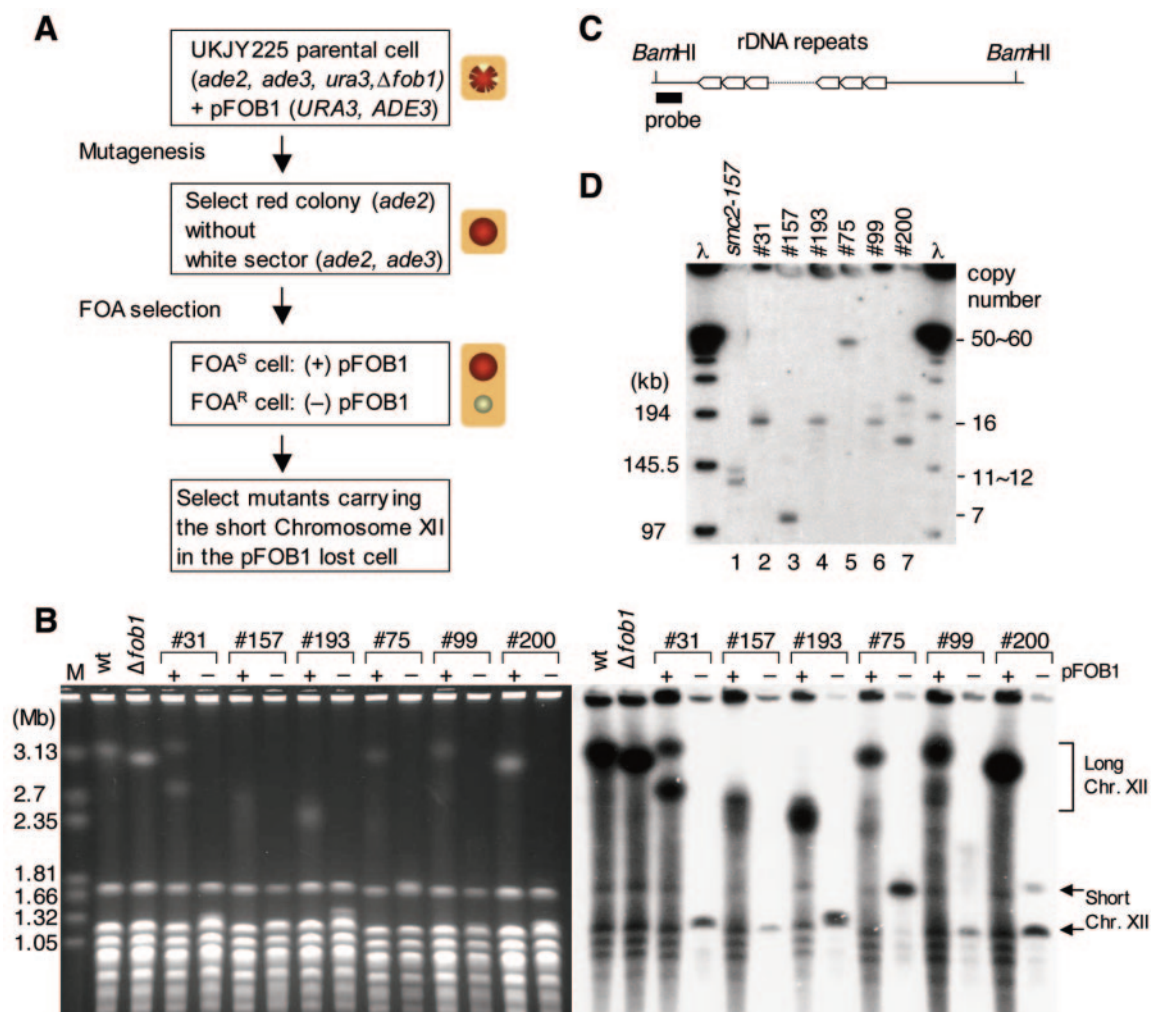 A
UKJY225 parental cell
(ade2, ade3, ura3,Δfob1)
+ pFOB1 (URA3, ADE3)
Mutagenesis
Select red colony (ade2)
without
white sector (ade2, ade3)
FOA selection
FOAS cell: (+) pFOB1
FOAR cell: (–) pFOB1
Select mutants carrying
the short Chromosome XII
in the pFOB1 lost cell
C
BamHI
rDNA repeats
BamHI
probe
D
λ
smc2-157
#31
#157
#193
#75
#99
#200
λ
copy
number
50~60
(kb)
194
16
145.5
11~12
7
97
1 2 3 4 5 6 7
B
M
wt
Δfob1
#31 #157 #193 #75 #99 #200
+ – + – + – + – + – + –
(Mb)
3.13
2.7
2.35
1.81
1.66
1.32
1.05
wt
Δfob1
#31 #157 #193 #75 #99 #200
+ – + – + – + – + – + – pFOB1
Long
Chr. XII
Short
Chr. XII